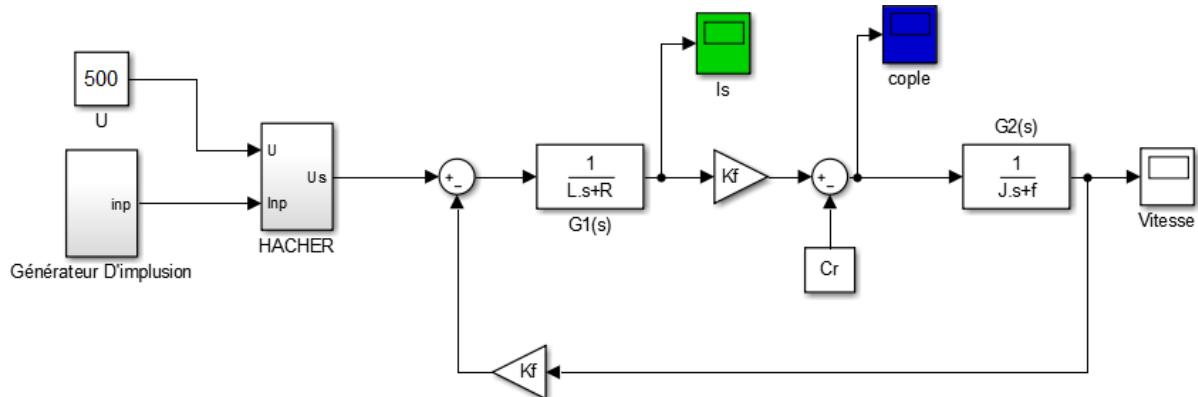 500
U
inp
Générateur D'implusion
U
Inp
Us
HACHER
+
-
1
L.s+R
G1(s)
Is
Kf
+
-
Cr
cople
G2(s)
1
J.s+f
Vitesse
Kf